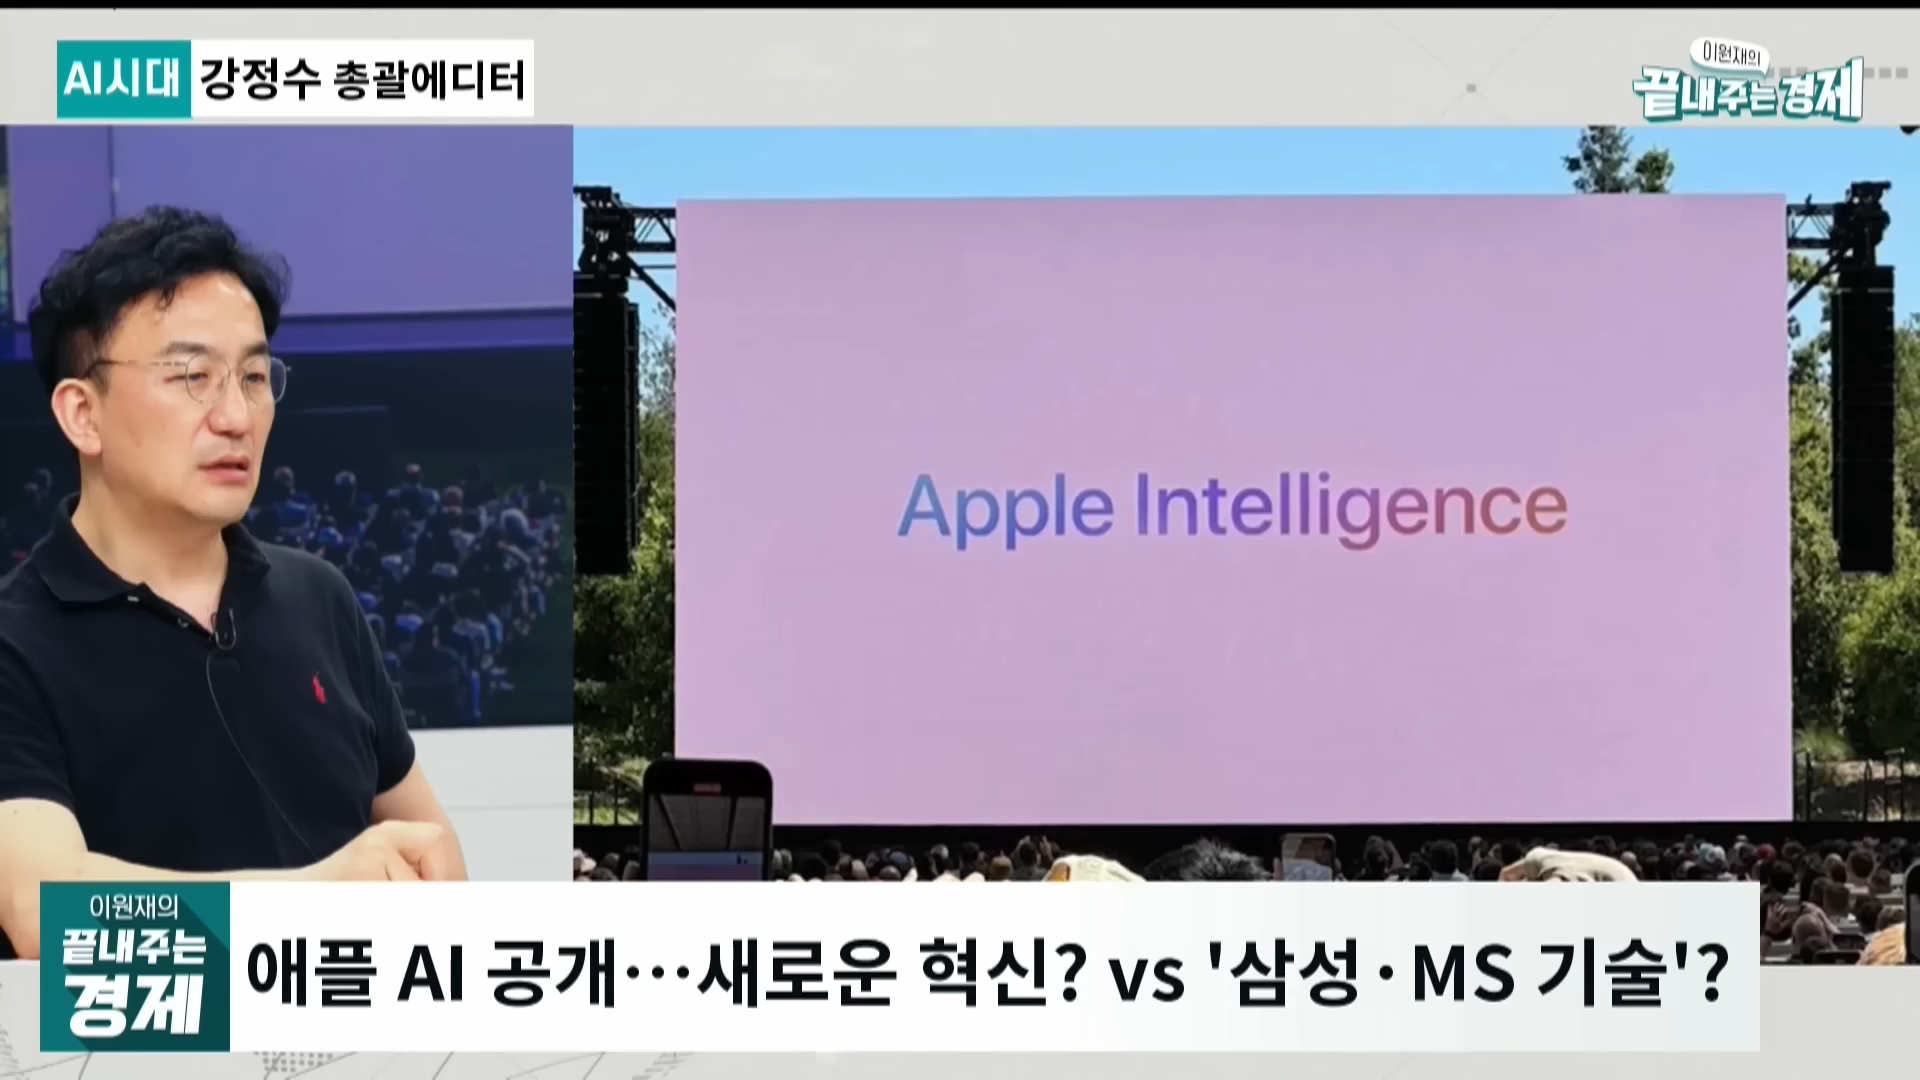 AI시대 강정수 총괄에디터
이원재의
끝내주는 경제
Apple Intelligence
이원재의
끝내주는
경제
애플 AI 공개…새로운 혁신? vs '삼성·MS 기술'?